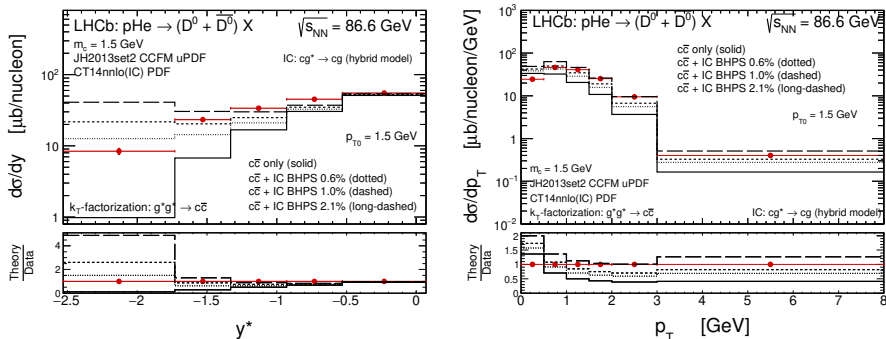 LHCb: pHe → (D⁰ + D̅⁰) X √s_NN = 86.6 GeV
m_c = 1.5 GeV
JH2013set2 CCFM uPDF
CT14nnlo(IC) PDF
IC: cg* → cg (hybrid model)
p_T0 = 1.5 GeV
cc̅ only (solid)
cc̅ + IC BHPS 0.6% (dotted)
cc̅ + IC BHPS 1.0% (dashed)
cc̅ + IC BHPS 2.1% (long-dashed)
k_T-factorization: g*g* → cc̅
dσ/dy [μb/nucleon]
10²
10
1
Theory
Data
4
2
−2.5 −2 −1.5 −1 −0.5 0
y*
LHCb: pHe → (D⁰ + D̅⁰) X √s_NN = 86.6 GeV
cc̅ only (solid)
cc̅ + IC BHPS 0.6% (dotted)
cc̅ + IC BHPS 1.0% (dashed)
cc̅ + IC BHPS 2.1% (long-dashed)
p_T0 = 1.5 GeV
m_c = 1.5 GeV
JH2013set2 CCFM uPDF
CT14nnlo(IC) PDF
k_T-factorization: g*g* → cc̅
IC: cg* → cg (hybrid model)
dσ/dp_T [μb/nucleon/GeV]
10³
10²
10
1
10⁻¹
10⁻²
Theory
Data
2.0
1.5
1
0.5
0 1 2 3 4 5 6 7 8
p_T [GeV]